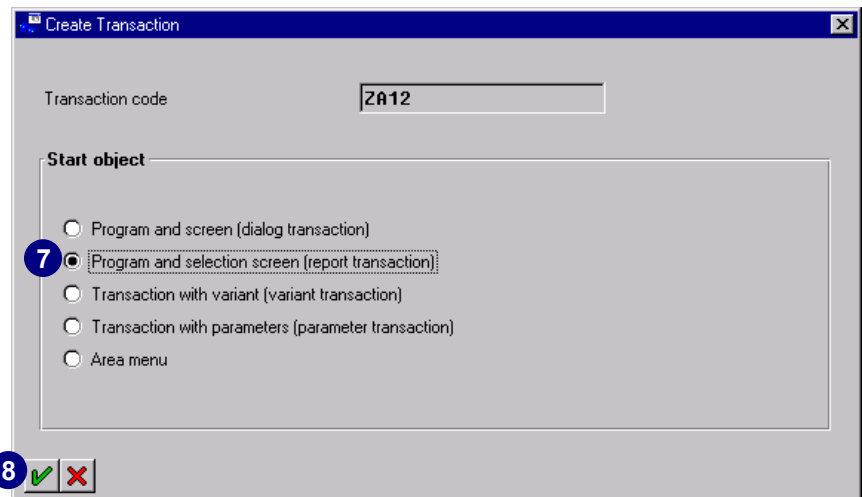 Create Transaction
Transaction code ZA12
Start object
Program and screen (dialog transaction)
7 Program and selection screen (report transaction)
Transaction with variant (variant transaction)
Transaction with parameters (parameter transaction)
Area menu
8